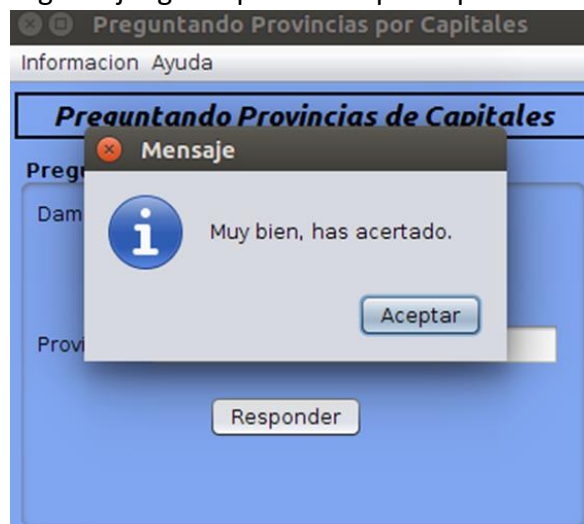 Preguntando Provincias por Capitales
Informacion Ayuda
Preguntando Provincias de Capitales
Mensaje
Muy bien, has acertado.
Aceptar
Responder